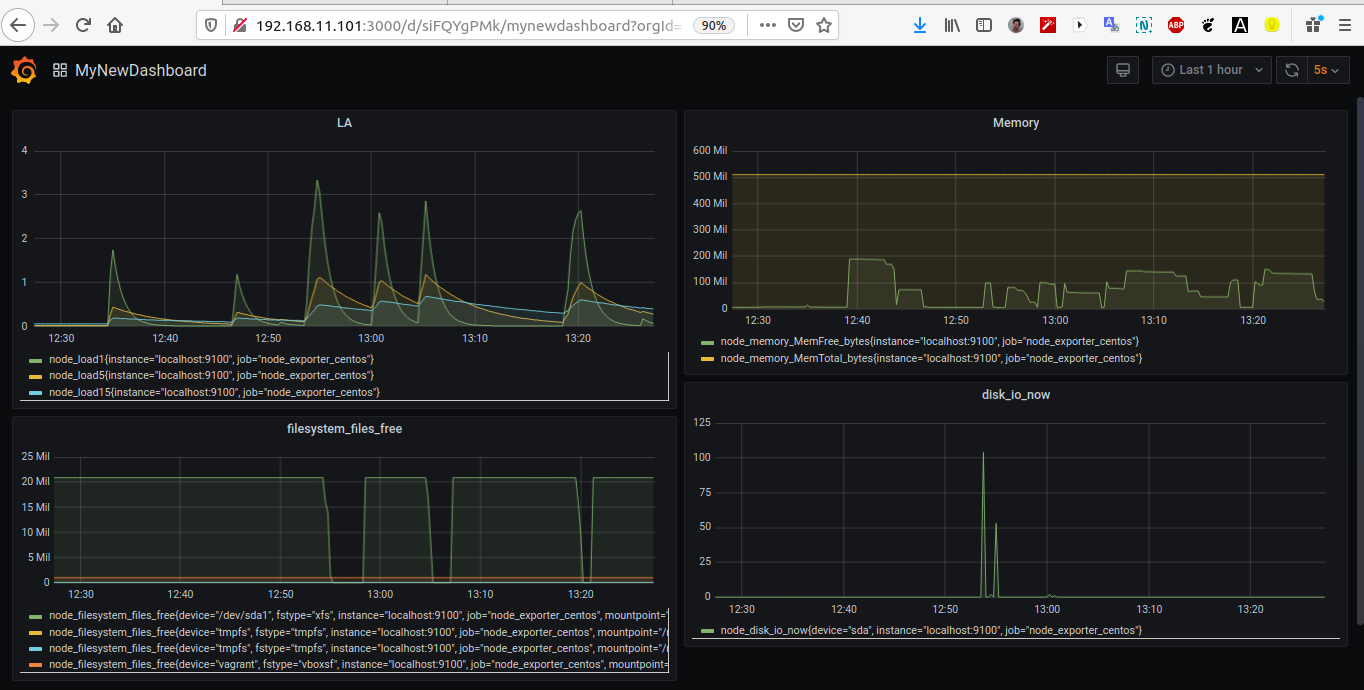 192.168.11.101:3000/d/siFQYgPMk/mynewdashboard?orgId=
90%
ABP
MyNewDashboard
Last 1 hour
5s
LA
4
3
2
1
0
12:30 12:40 12:50 13:00 13:10 13:20
node_load1{instance="localhost:9100", job="node_exporter_centos"}
node_load5{instance="localhost:9100", job="node_exporter_centos"}
node_load15{instance="localhost:9100", job="node_exporter_centos"}
Memory
600 Mil
500 Mil
400 Mil
300 Mil
200 Mil
100 Mil
0
12:30 12:40 12:50 13:00 13:10 13:20
node_memory_MemFree_bytes{instance="localhost:9100", job="node_exporter_centos"}
node_memory_MemTotal_bytes{instance="localhost:9100", job="node_exporter_centos"}
filesystem_files_free
25 Mil
20 Mil
15 Mil
10 Mil
5 Mil
0
12:30 12:40 12:50 13:00 13:10 13:20
node_filesystem_files_free{device="/dev/sda1", fstype="xfs", instance="localhost:9100", job="node_exporter_centos", mountpoint="
node_filesystem_files_free{device="tmpfs", fstype="tmpfs", instance="localhost:9100", job="node_exporter_centos", mountpoint="/r
node_filesystem_files_free{device="tmpfs", fstype="tmpfs", instance="localhost:9100", job="node_exporter_centos", mountpoint="/r
node_filesystem_files_free{device="vagrant", fstype="vboxsf", instance="localhost:9100", job="node_exporter_centos", mountpoint=
disk_io_now
125
100
75
50
25
0
12:30 12:40 12:50 13:00 13:10 13:20
node_disk_io_now{device="sda", instance="localhost:9100", job="node_exporter_centos"}